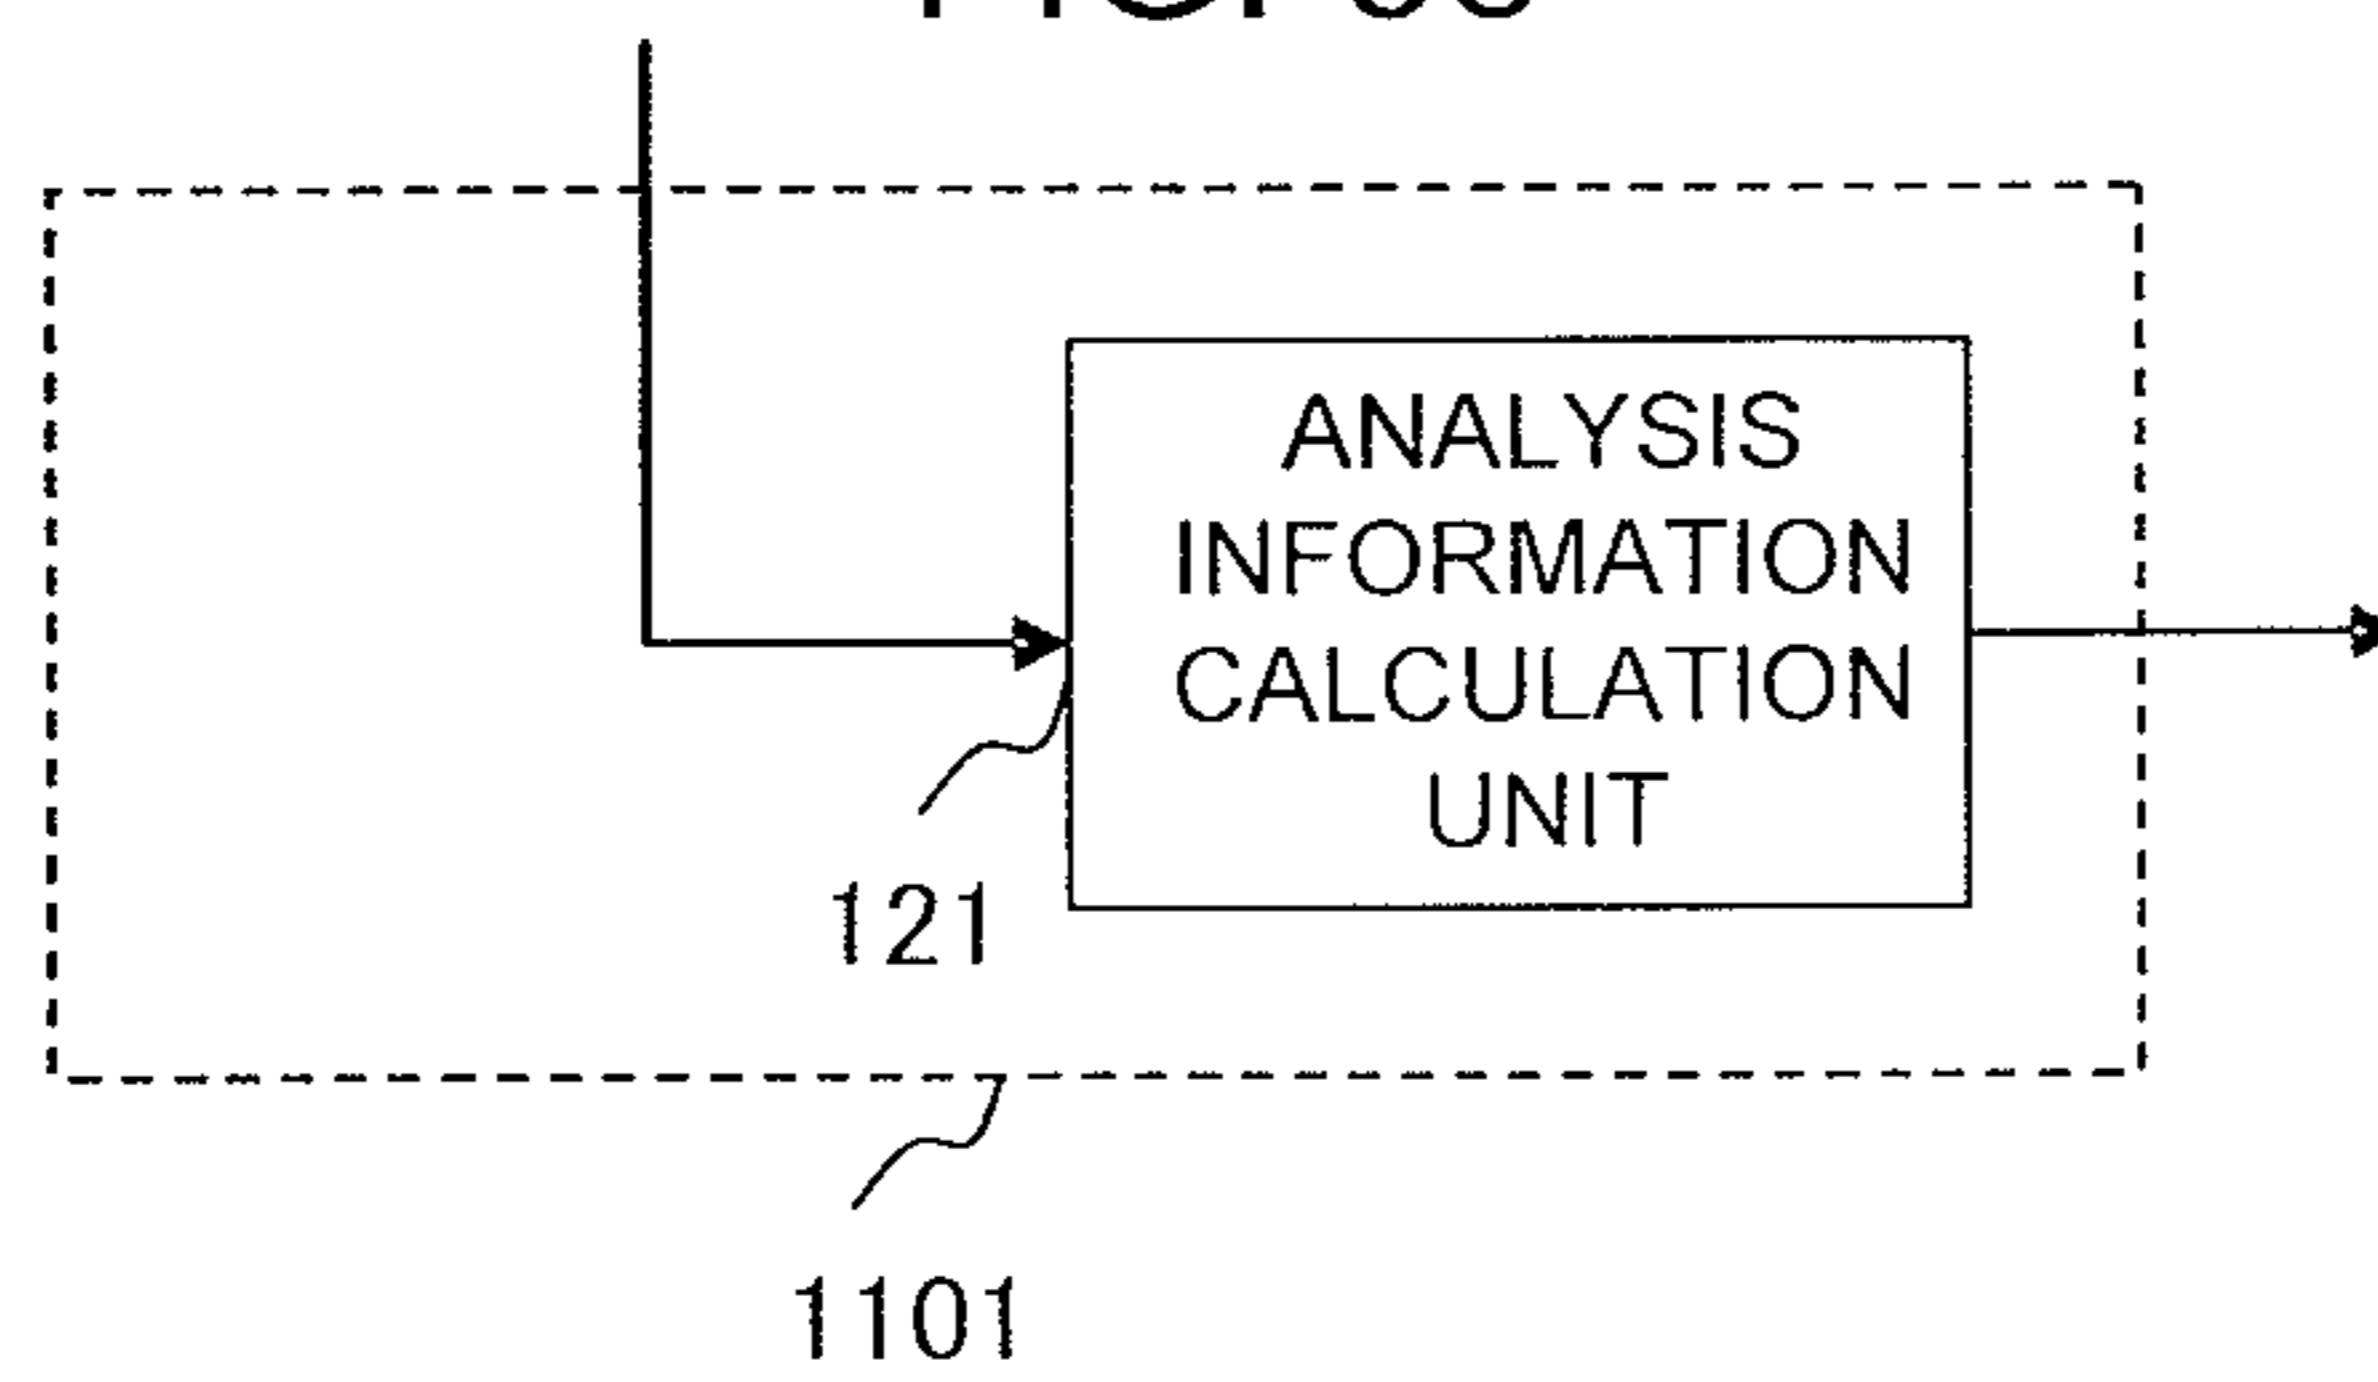 ANALYSIS
INFORMATION
CALCULATION
UNIT
121
1101